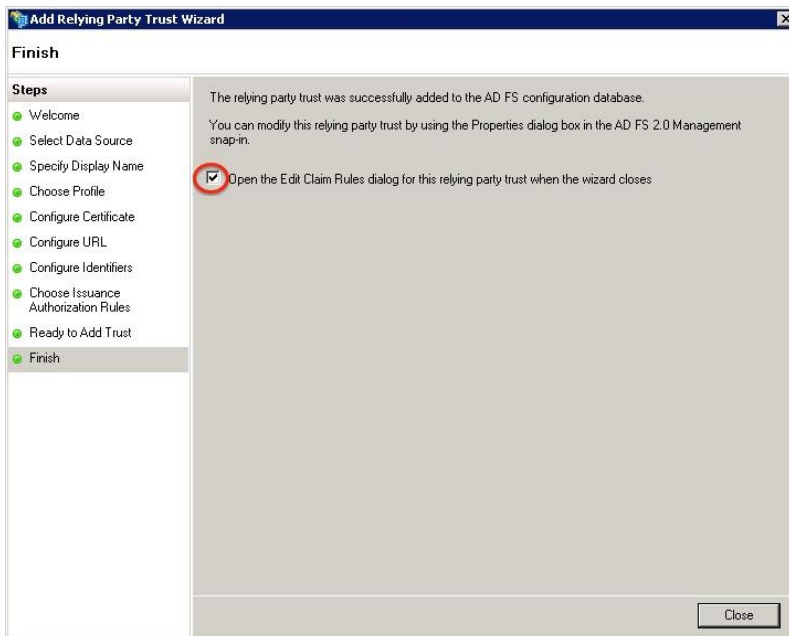 Add Relying Party Trust Wizard
Finish
Steps
Welcome
Select Data Source
Specify Display Name
Choose Profile
Configure Certificate
Configure URL
Configure Identifiers
Choose Issuance
Authorization Rules
Ready to Add Trust
Finish
The relying party trust was successfully added to the AD FS configuration database.
You can modify this relying party trust by using the Properties dialog box in the AD FS 2.0 Management
snap-in.
Open the Edit Claim Rules dialog for this relying party trust when the wizard closes
Close